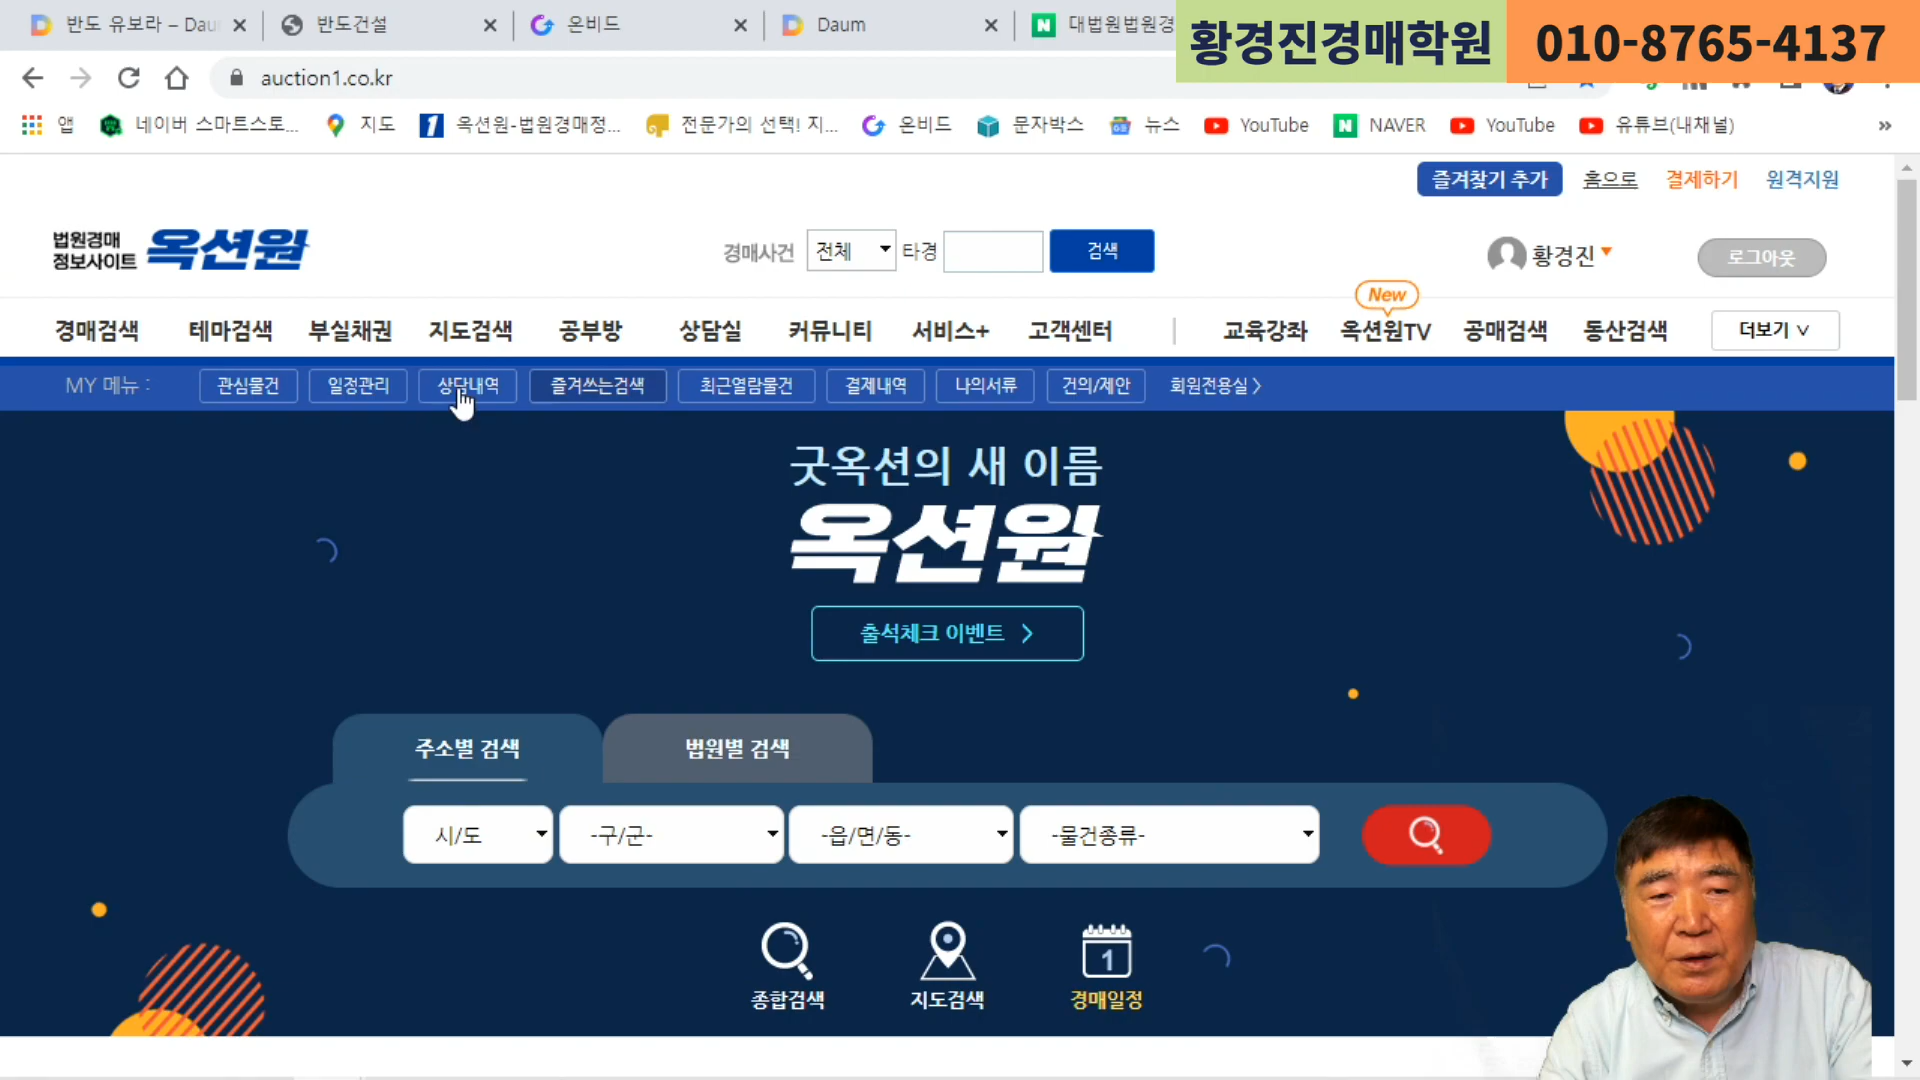 반도 유보라 – Dau
반도건설
온비드
Daum
대법원법원경
황경진경매학원
010-8765-4137
auction1.co.kr
앱
네이버 스마트스토...
지도
옥션원-법원경매정...
전문가의 선택! 지...
온비드
문자박스
뉴스
YouTube
NAVER
YouTube
유튜브(내채널)
즐겨찾기 추가
홈으로
결제하기
원격지원
법원경매
정보사이트
옥션원
경매사건
전체
타경
검색
황경진
로그아웃
New
경매검색
테마검색
부실채권
지도검색
공부방
상담실
커뮤니티
서비스+
고객센터
교육강좌
옥션원TV
공매검색
동산검색
더보기
MY 메뉴 :
관심물건
일정관리
상담내역
즐겨쓰는검색
최근열람물건
결제내역
나의서류
건의/제안
회원전용실
굿옥션의 새 이름
옥션원
출석체크 이벤트
주소별 검색
법원별 검색
시/도
-구/군-
-읍/면/동-
-물건종류-
1
종합검색
지도검색
경매일정